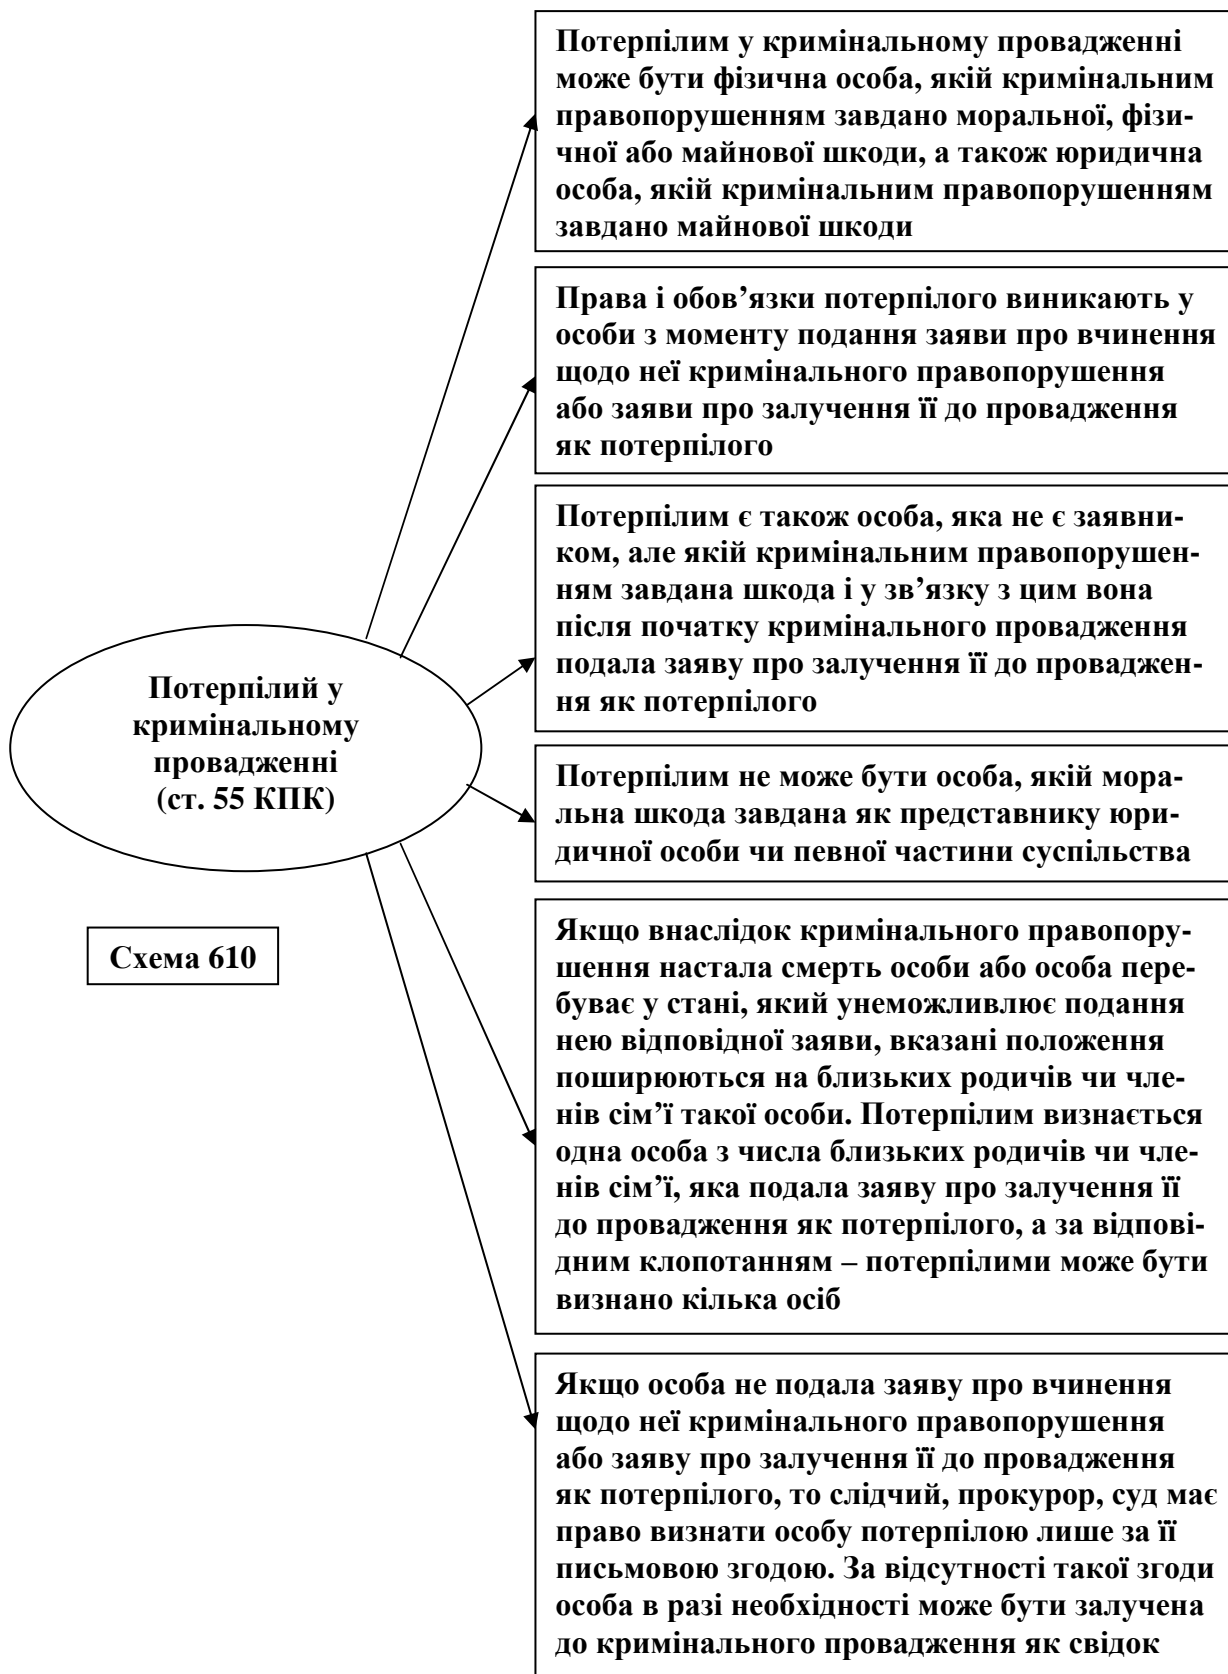 Потерпілим у кримінальному провадженні
може бути фізична особа, якій кримінальним
правопорушенням завдано моральної, фізи-
чної або майнової шкоди, а також юридична
особа, якій кримінальним правопорушенням
завдано майнової шкоди
Права і обов’язки потерпілого виникають у
особи з моменту подання заяви про вчинення
щодо неї кримінального правопорушення
або заяви про залучення її до провадження
як потерпілого
Потерпілим є також особа, яка не є заявни-
ком, але якій кримінальним правопорушен-
ням завдана шкода і у зв’язку з цим вона
після початку кримінального провадження
подала заяву про залучення її до проваджен-
ня як потерпілого
Потерпілий у
кримінальному
провадженні
(ст. 55 КПК)
Потерпілим не може бути особа, якій мора-
льна шкода завдана як представнику юри-
дичної особи чи певної частини суспільства
Схема 610
Якщо внаслідок кримінального правопору-
шення настала смерть особи або особа пере-
буває у стані, який унеможливлює подання
нею відповідної заяви, вказані положення
поширюються на близьких родичів чи чле-
нів сім’ї такої особи. Потерпілим визнається
одна особа з числа близьких родичів чи чле-
нів сім’ї, яка подала заяву про залучення її
до провадження як потерпілого, а за відпові-
дним клопотанням – потерпілими може бути
визнано кілька осіб
Якщо особа не подала заяву про вчинення
щодо неї кримінального правопорушення
або заяву про залучення її до провадження
як потерпілого, то слідчий, прокурор, суд має
право визнати особу потерпілою лише за її
письмовою згодою. За відсутності такої згоди
особа в разі необхідності може бути залучена
до кримінального провадження як свідок